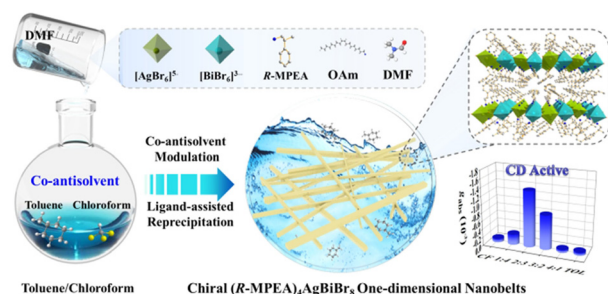 DMF
[AgBr₆]⁵⁻
[BiBr₆]³⁻
R-MPEA
OAm
DMF
Co-antisolvent
Toluene
Chloroform
Toluene/Chloroform
Co-antisolvent
Modulation
Ligand-assisted
Reprecipitation
CD Active
CF 1:4 2:3 3:2 4:1 TOL
Chiral (R-MPEA)₄AgBiBr₈ One-dimensional Nanobelts